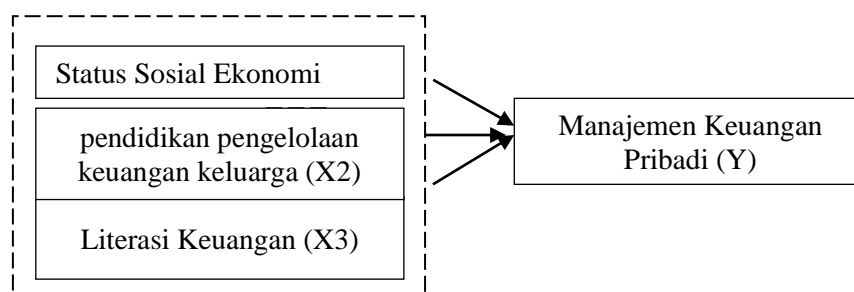 Status Sosial Ekonomi
pendidikan pengelolaan
keuangan keluarga (X2)
Literasi Keuangan (X3)
Manajemen Keuangan
Pribadi (Y)